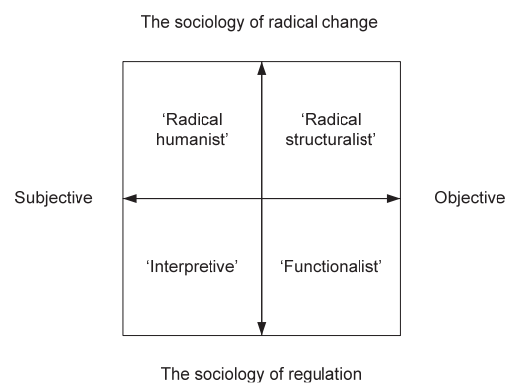 The sociology of radical change
‘Radical
humanist’
‘Radical
structuralist’
Subjective
Objective
‘Interpretive’
‘Functionalist’
The sociology of regulation